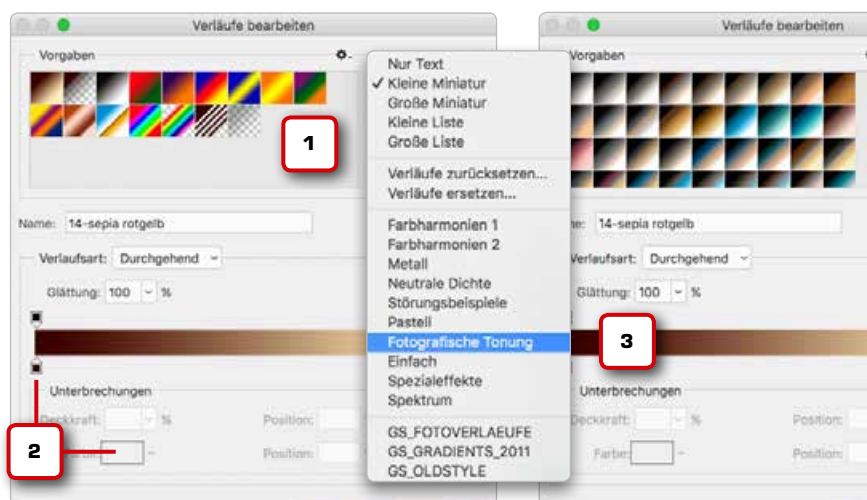 Verläufe bearbeiten
Vorgaben
1
Name: 14-sepia rotgelb
Verlaufsart: Durchgehend
Glättung: 100 %
Unterbrechungen
Deckkraft: % Position:
2
Farbe: Position:
Nur Text
✓ Kleine Miniatur
Große Miniatur
Kleine Liste
Große Liste
Verläufe zurücksetzen...
Verläufe ersetzen...
Farbharmonien 1
Farbharmonien 2
Metall
Neutrale Dichte
Störungsbeispiele
Pastell
Fotografische Tonung
Einfach
Spezialeffekte
Spektrum
GS_FOTOVERLAEUFE
GS_GRADIENTS_2011
GS_OLDSTYLE
Verläufe bearbeiten
Vorgaben
14-sepia rotgelb
Verlaufsart: Durchgehend
Glättung: 100 %
3
Unterbrechungen
Deckkraft: % Position:
Farbe: Position: